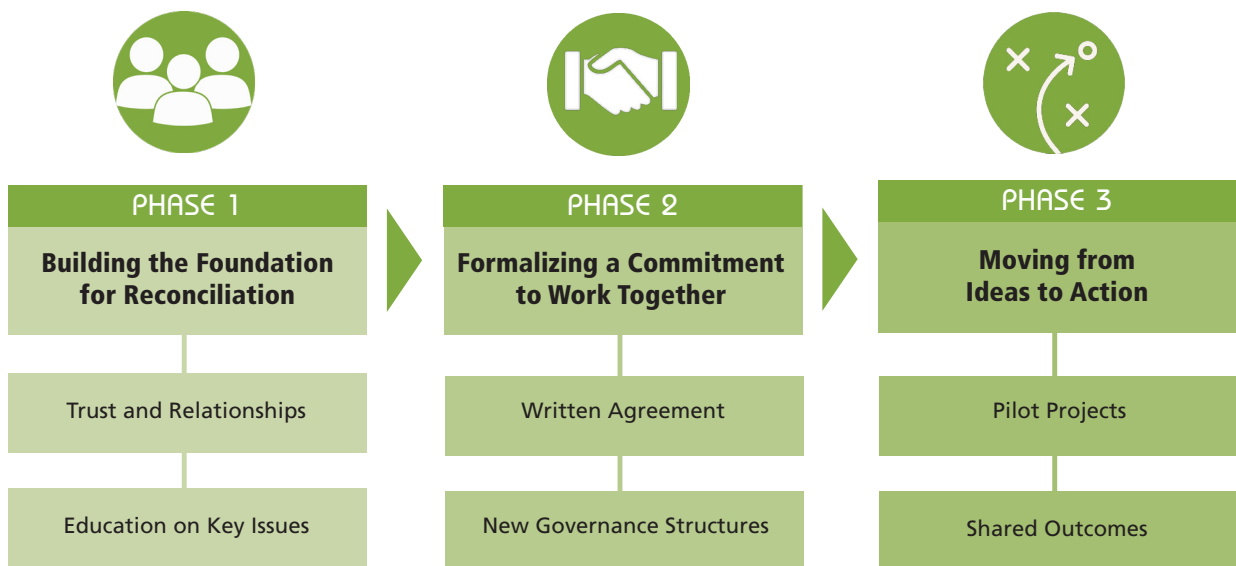 PHASE 1
Building the Foundation
for Reconciliation
Trust and Relationships
Education on Key Issues
PHASE 2
Formalizing a Commitment
to Work Together
Written Agreement
New Governance Structures
PHASE 3
Moving from
Ideas to Action
Pilot Projects
Shared Outcomes